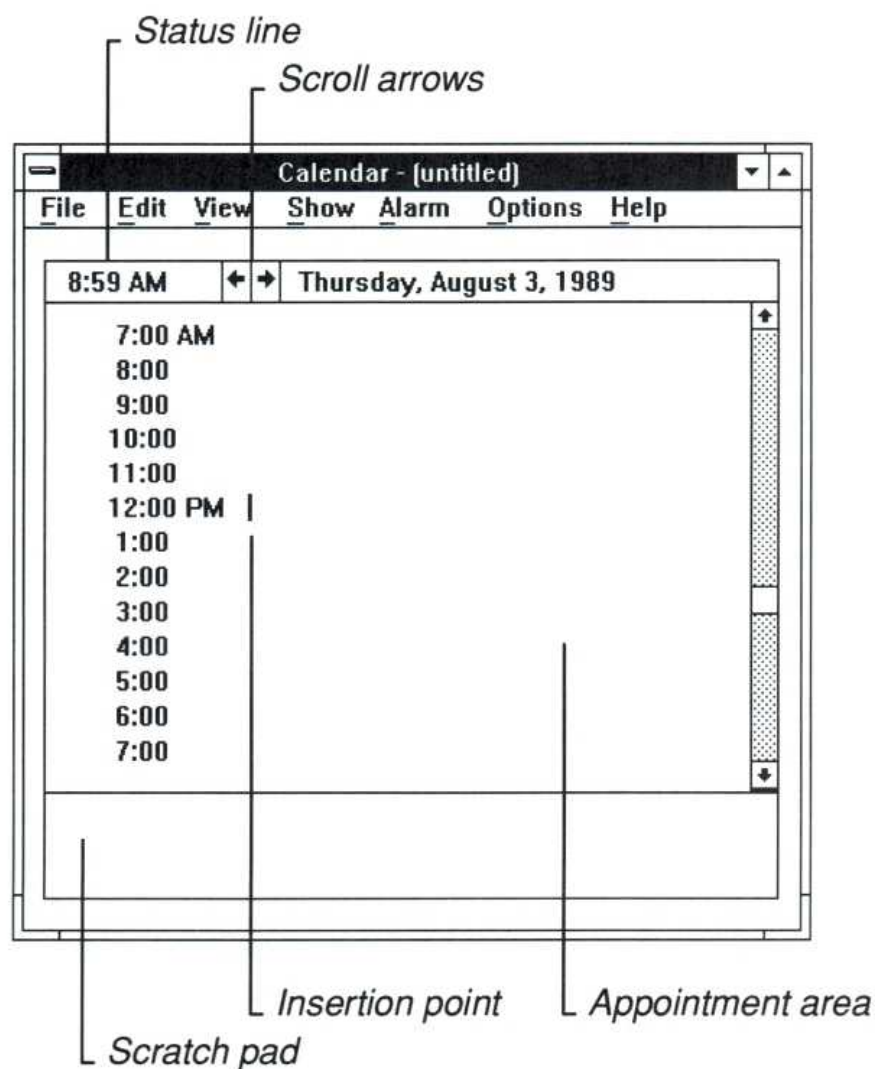 Status line
Scroll arrows
Calendar - (untitled)
File Edit View Show Alarm Options Help
8:59 AM Thursday, August 3, 1989
7:00 AM
8:00
9:00
10:00
11:00
12:00 PM
1:00
2:00
3:00
4:00
5:00
6:00
7:00
Insertion point Appointment area
Scratch pad